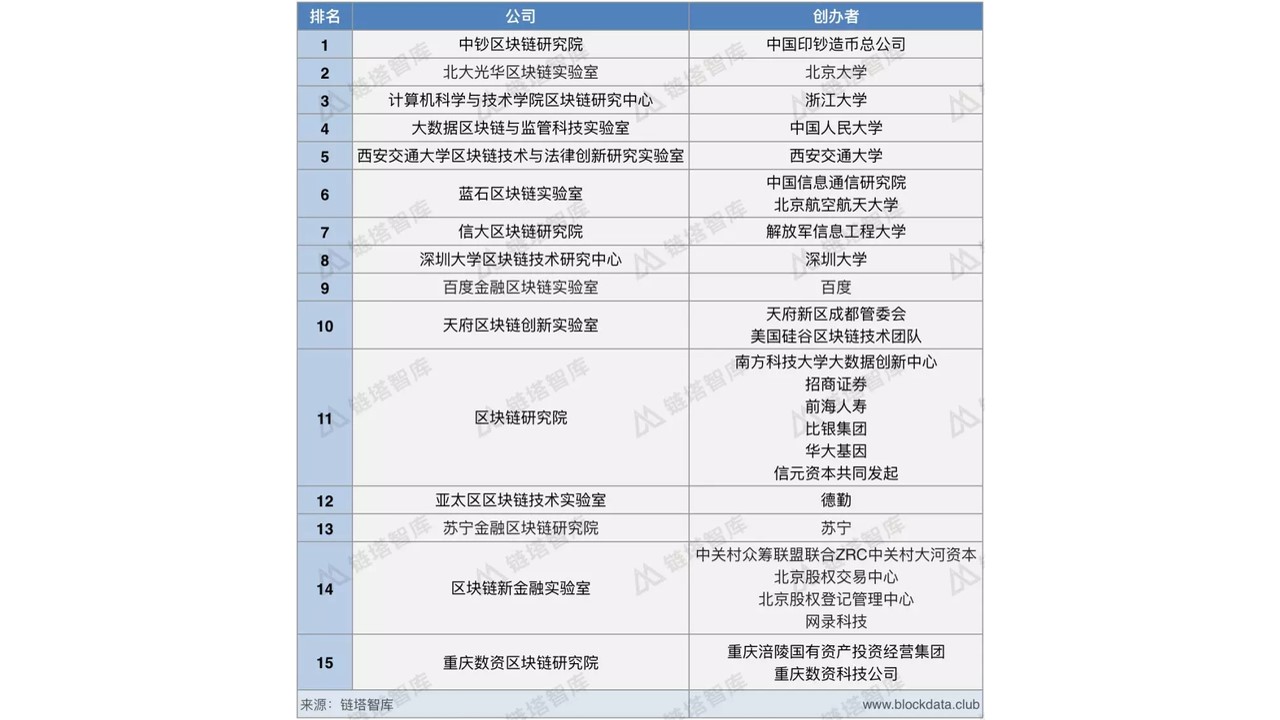 排名 公司 创办者
1 中钞区块链研究院 中国印钞造币总公司
2 北大光华区块链实验室 北京大学
3 计算机科学与技术学院区块链研究中心 浙江大学
4 大数据区块链与监管科技实验室 中国人民大学
5 西安交通大学区块链技术与法律创新研究实验室 西安交通大学
6 蓝石区块链实验室 中国信息通信研究院
北京航空航天大学
7 信大区块链研究院 解放军信息工程大学
8 深圳大学区块链技术研究中心 深圳大学
9 百度金融区块链实验室 百度
10 天府区块链创新实验室 天府新区成都管委会
美国硅谷区块链技术团队
11 区块链研究院 南方科技大学大数据创新中心
招商证券
前海人寿
比银集团
华大基因
信元资本共同发起
12 亚太区区块链技术实验室 德勤
13 苏宁金融区块链研究院 苏宁
14 区块链新金融实验室 中关村众筹联盟联合ZRC中关村大河资本
北京股权交易中心
北京股权登记管理中心
网录科技
15 重庆数资区块链研究院 重庆涪陵国有资产投资经营集团
重庆数资科技公司
来源：链塔智库 www.blockdata.club